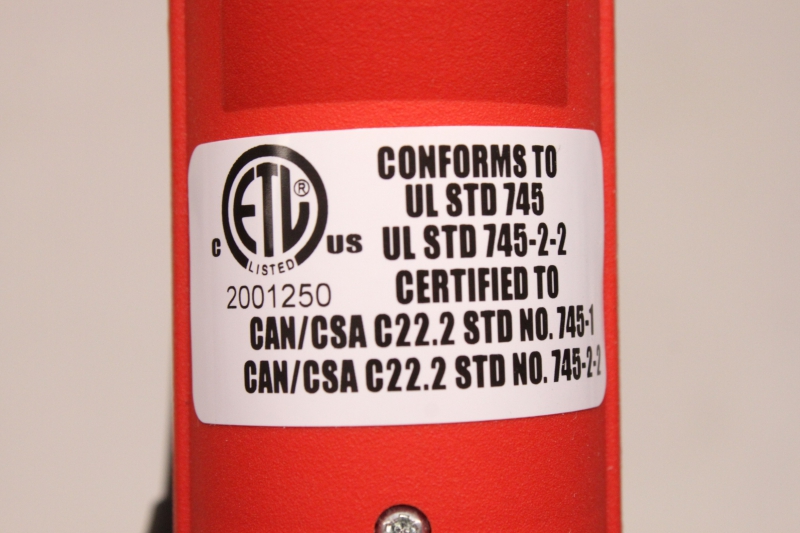 ETL®
C US
LISTED
2001250
CONFORMS TO
UL STD 745
UL STD 745-2-2
CERTIFIED TO
CAN/CSA C22.2 STD NO. 745-1
CAN/CSA C22.2 STD NO. 745-2-2